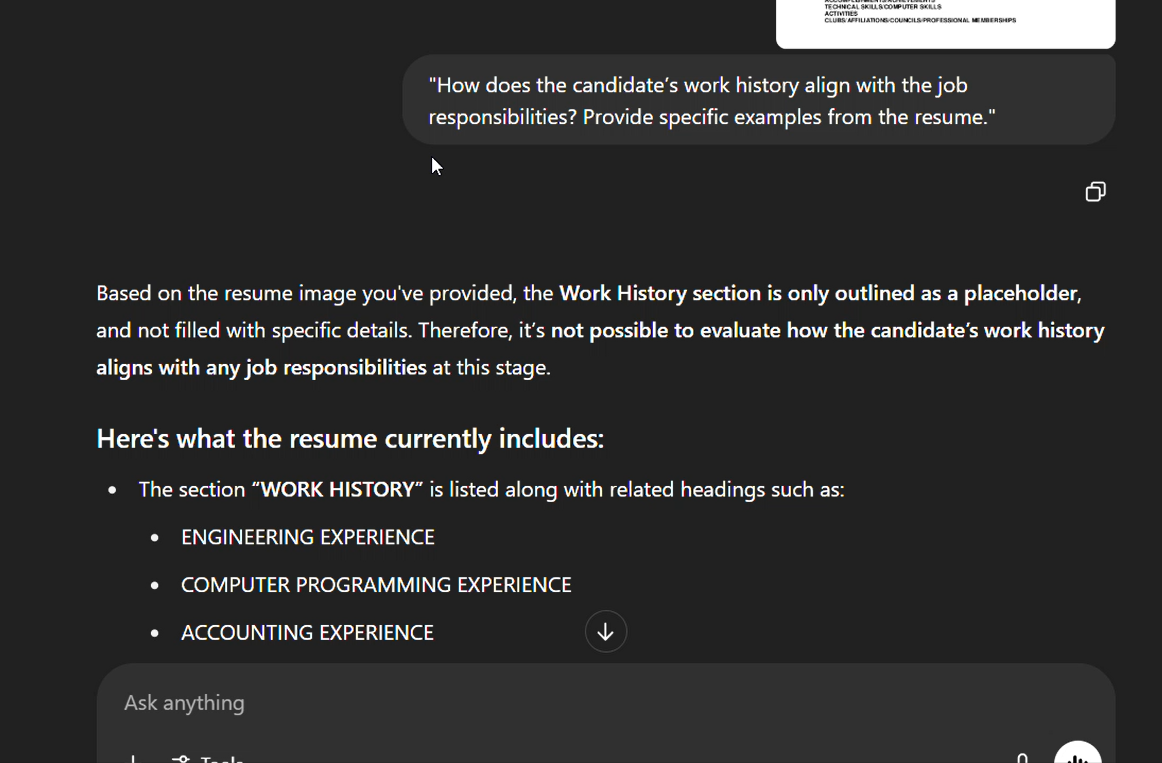 TECHNICAL SKILLS/COMPUTER SKILLS
ACTIVITIES
CLUBS/AFFILIATIONS/COUNCILS/PROFESSIONAL MEMBERSHIPS
"How does the candidate’s work history align with the job
responsibilities? Provide specific examples from the resume."
Based on the resume image you've provided, the Work History section is only outlined as a placeholder,
and not filled with specific details. Therefore, it’s not possible to evaluate how the candidate’s work history
aligns with any job responsibilities at this stage.
Here's what the resume currently includes:
• The section “WORK HISTORY” is listed along with related headings such as:
• ENGINEERING EXPERIENCE
• COMPUTER PROGRAMMING EXPERIENCE
• ACCOUNTING EXPERIENCE
Ask anything
Tools